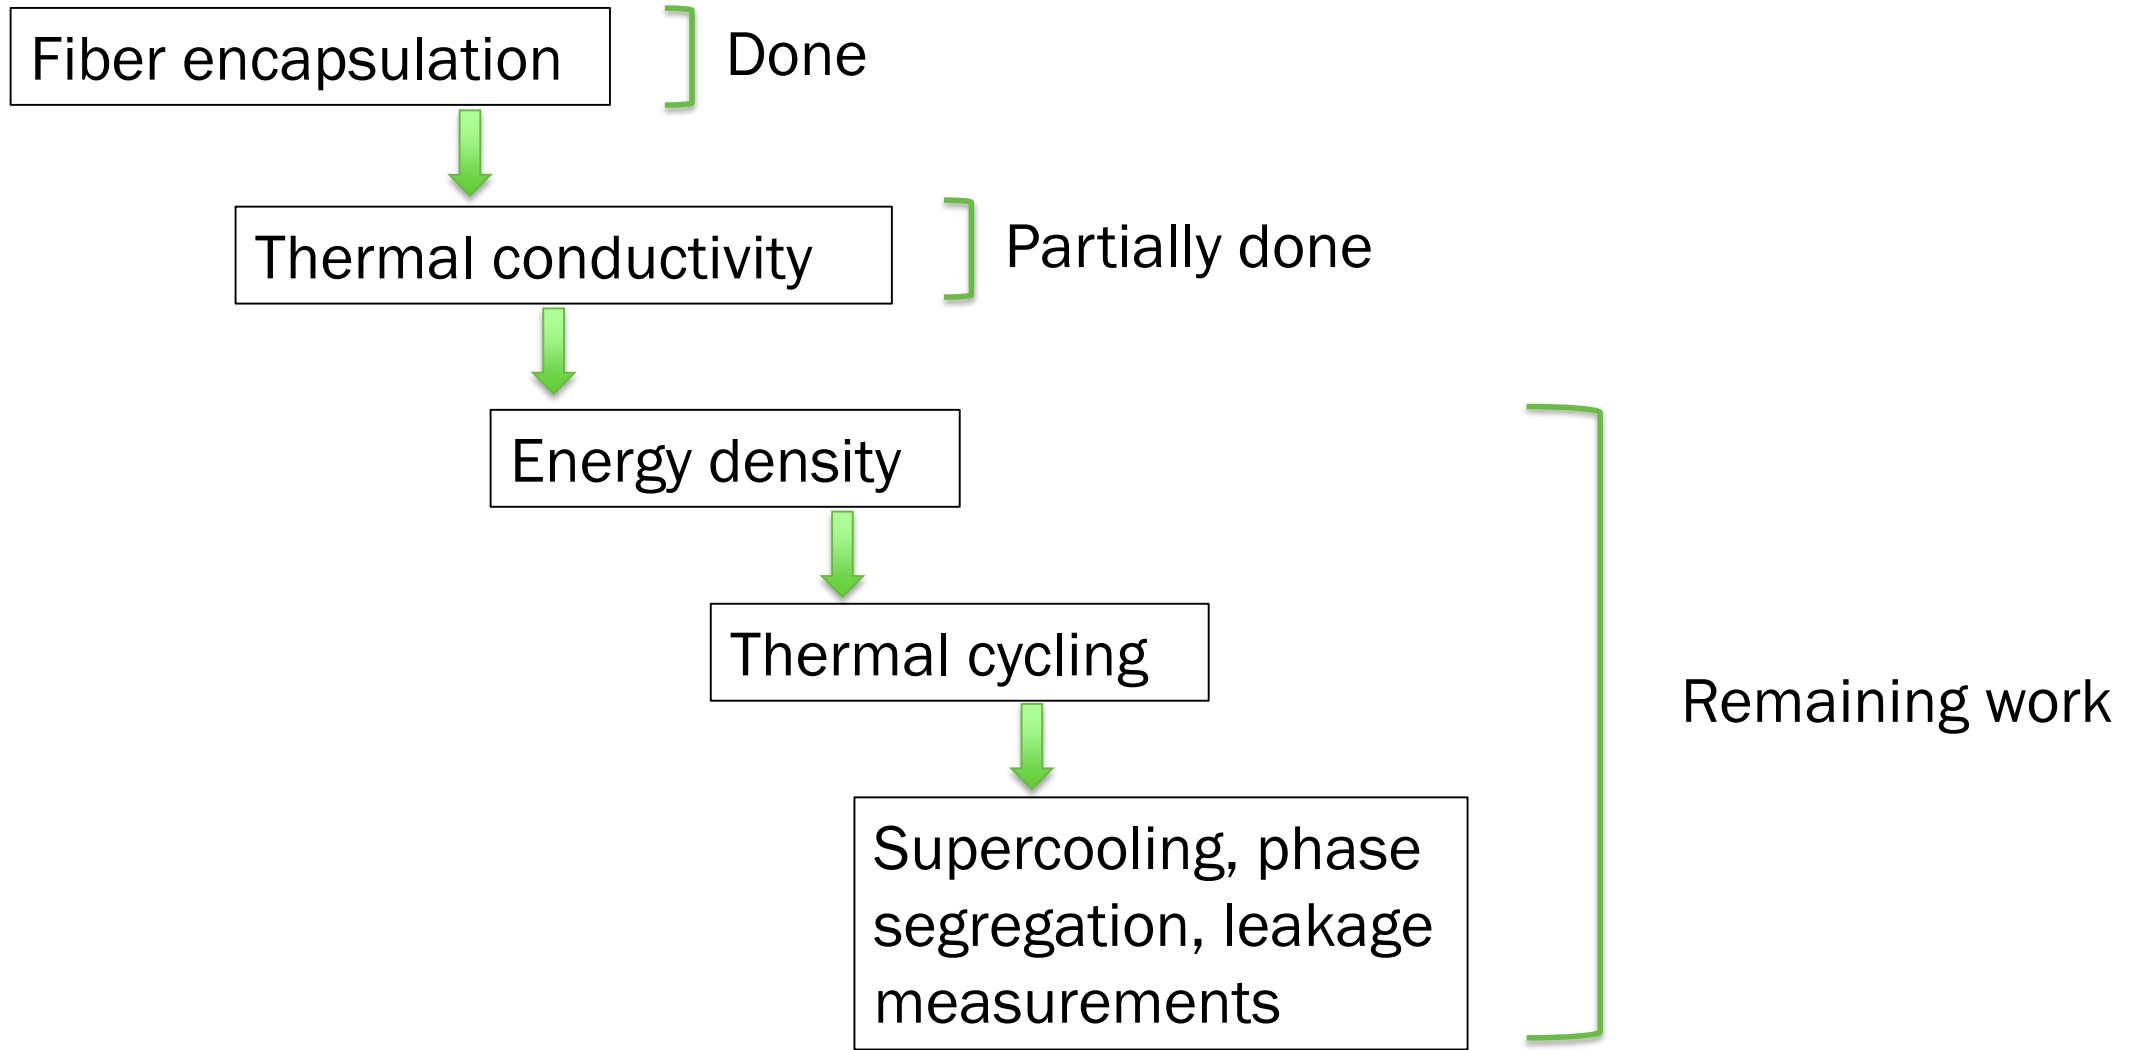 Fiber encapsulation
Done
Thermal conductivity
Partially done
Energy density
Thermal cycling
Remaining work
Supercooling, phase
segregation, leakage
measurements